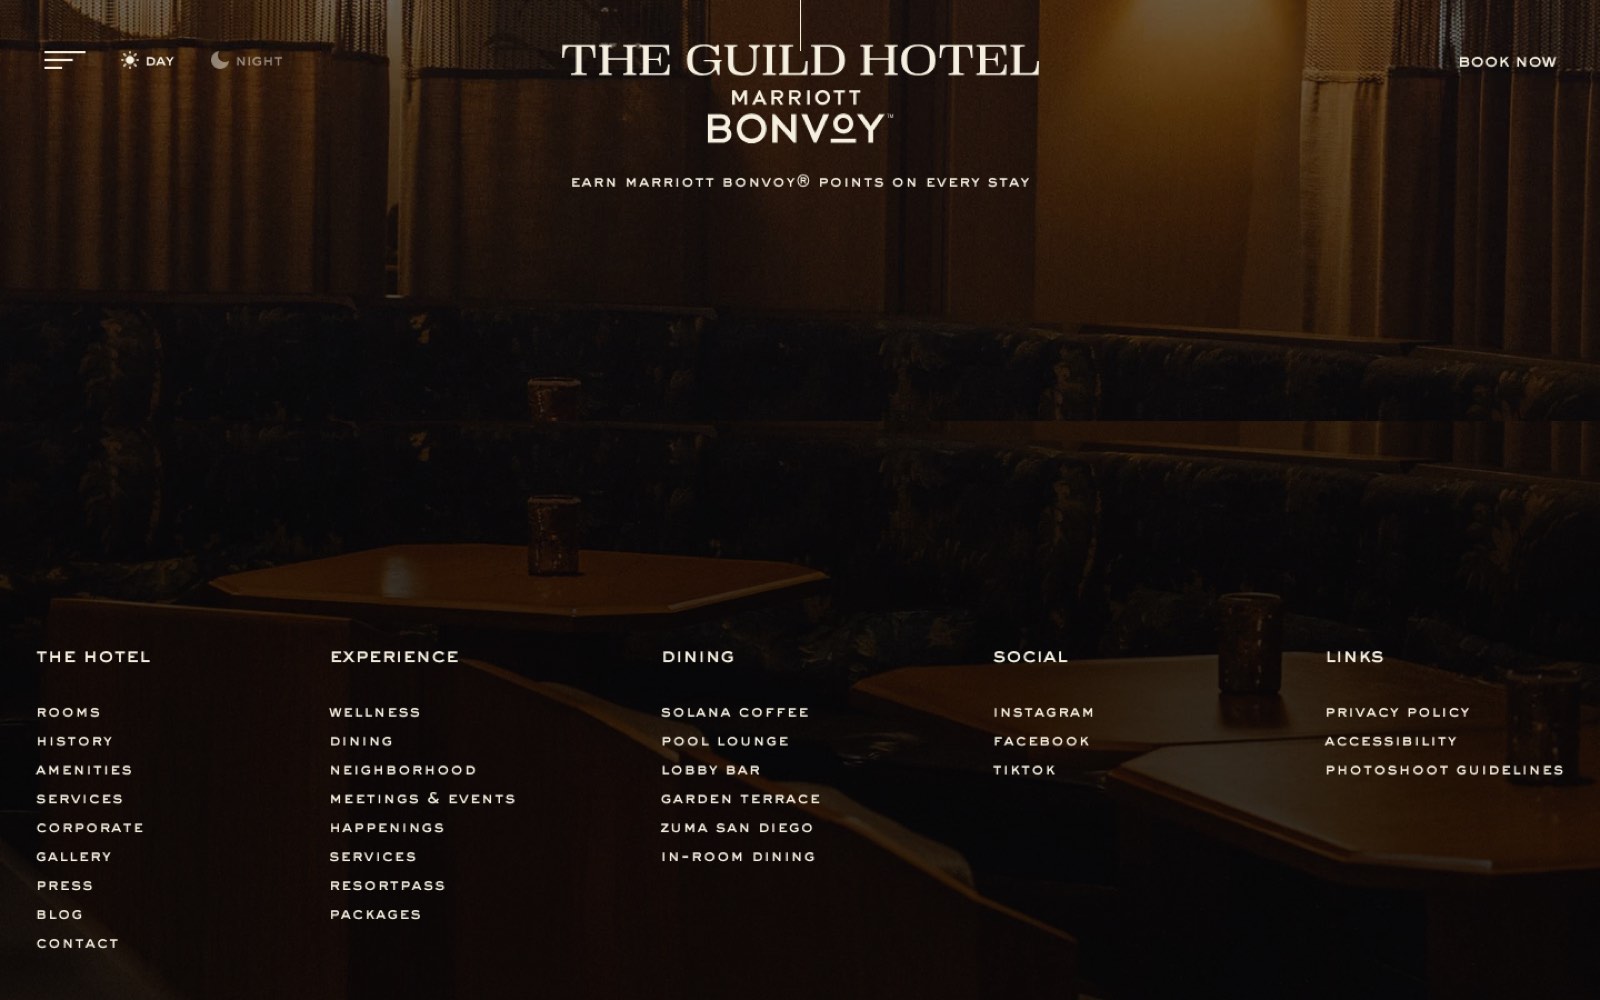 DAY
NIGHT
THE GUILD HOTEL
BOOK NOW
MARRIOTT
BONVOY™
EARN MARRIOTT BONVOY® POINTS ON EVERY STAY
THE HOTEL
ROOMS
HISTORY
AMENITIES
SERVICES
CORPORATE
GALLERY
PRESS
BLOG
CONTACT
EXPERIENCE
WELLNESS
DINING
NEIGHBORHOOD
MEETINGS & EVENTS
HAPPENINGS
SERVICES
RESORTPASS
PACKAGES
DINING
SOLANA COFFEE
POOL LOUNGE
LOBBY BAR
GARDEN TERRACE
ZUMA SAN DIEGO
IN-ROOM DINING
SOCIAL
INSTAGRAM
FACEBOOK
TIKTOK
LINKS
PRIVACY POLICY
ACCESSIBILITY
PHOTOSHOOT GUIDELINES